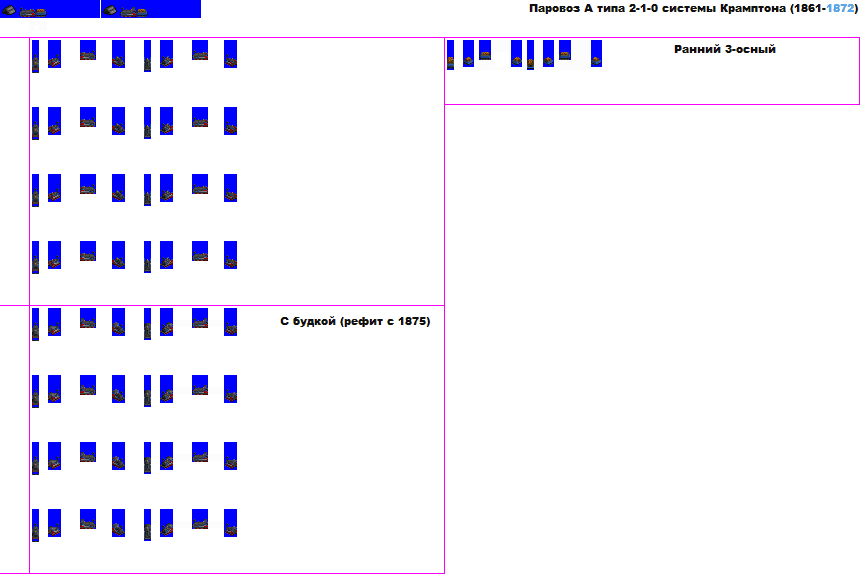 Паровоз А типа 2-1-0 системы Крамптона (1861-1872)
Ранний 3-осный
С будкой (рефит с 1875)